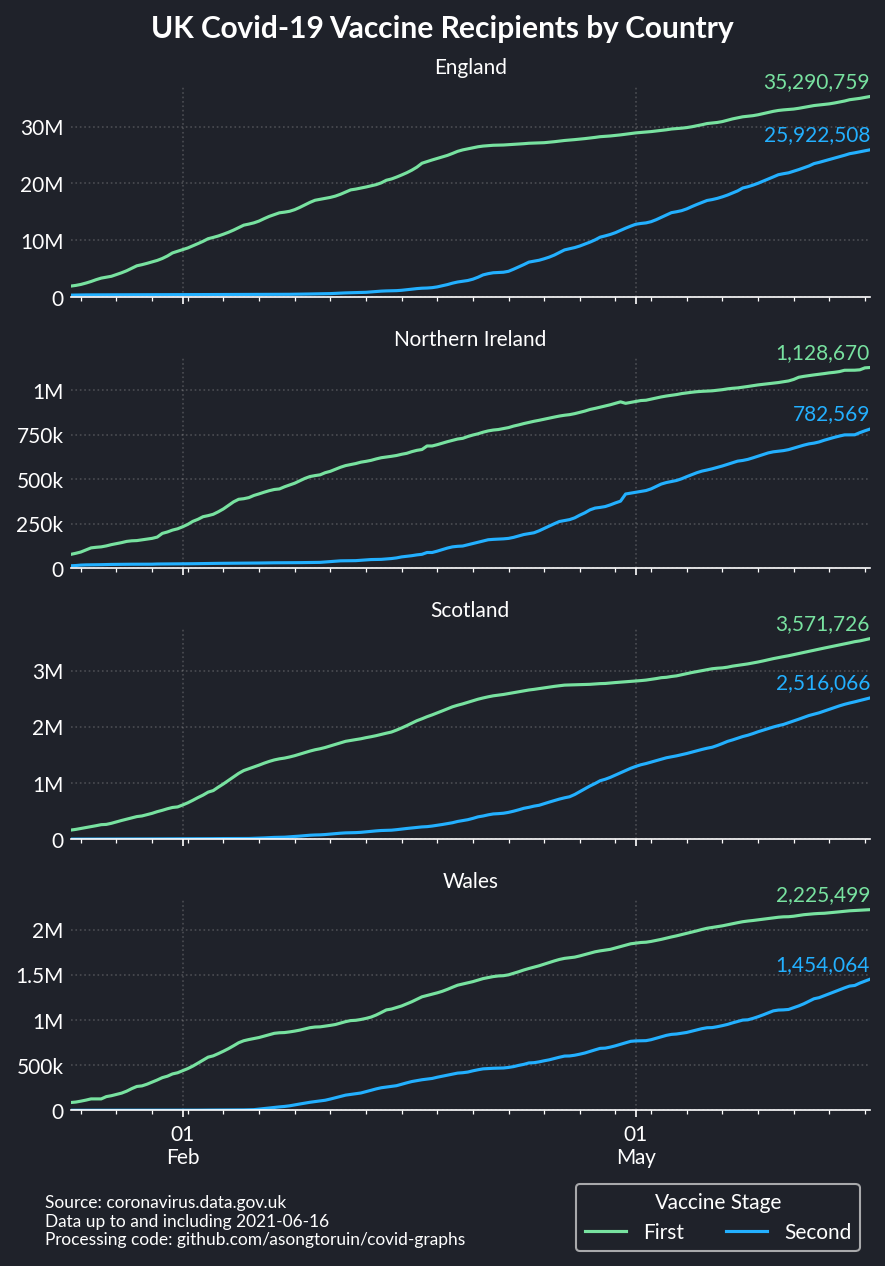 UK Covid-19 Vaccine Recipients by Country
England
35,290,759
25,922,508
30M
20M
10M
0
Northern Ireland
1,128,670
782,569
1M
750k
500k
250k
0
Scotland
3,571,726
2,516,066
3M
2M
1M
0
Wales
2,225,499
1,454,064
2M
1.5M
1M
500k
0
01 01
Feb May
Source: coronavirus.data.gov.uk
Data up to and including 2021-06-16
Processing code: github.com/asongtoruin/covid-graphs
Vaccine Stage
First Second